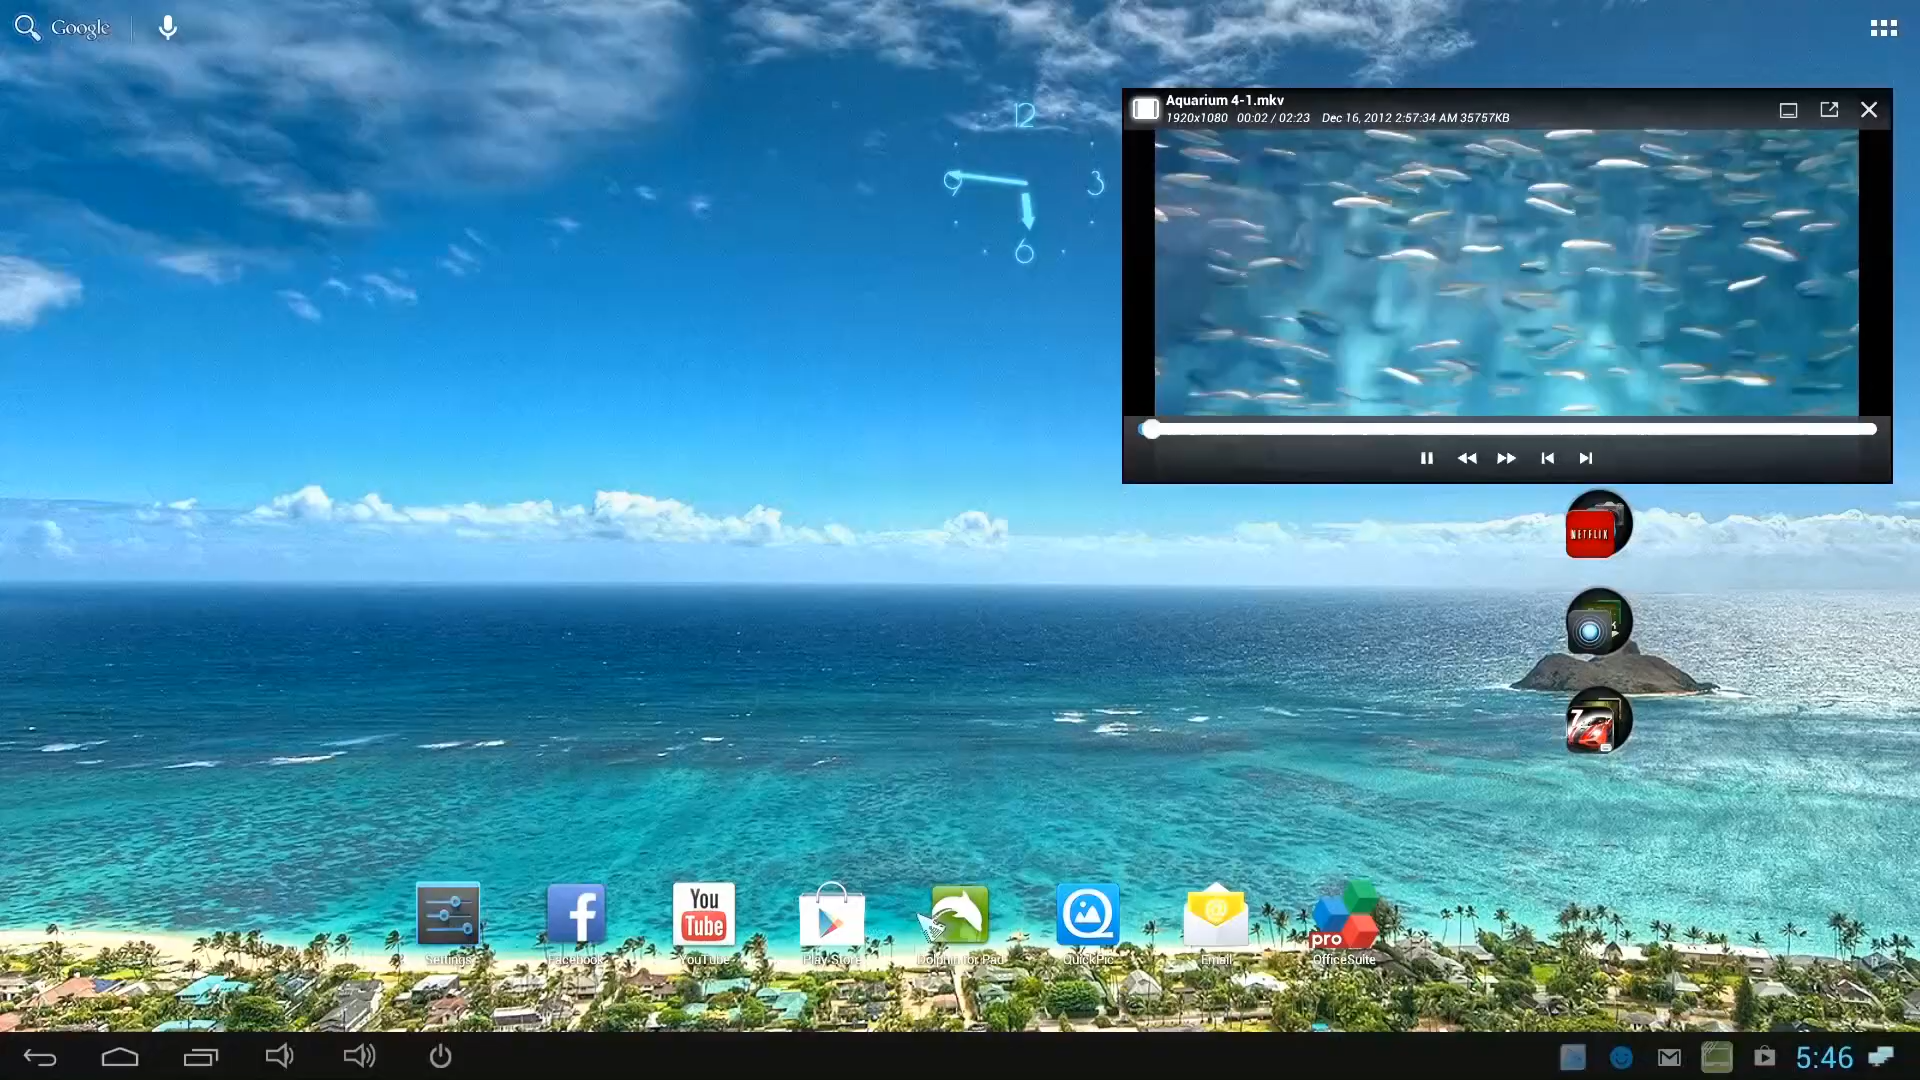 Google
12
3
6
9
Aquarium 4-1.mkv
1920x1080 00:02 / 02:23 Dec 16, 2012 2:57:34 AM 35757KB
NETFLIX
7
You
Tube
pro
Settings
Facebook
YouTube
Play Store
Dolphin for Pad
QuickPic
Email
OfficeSuite
5:46